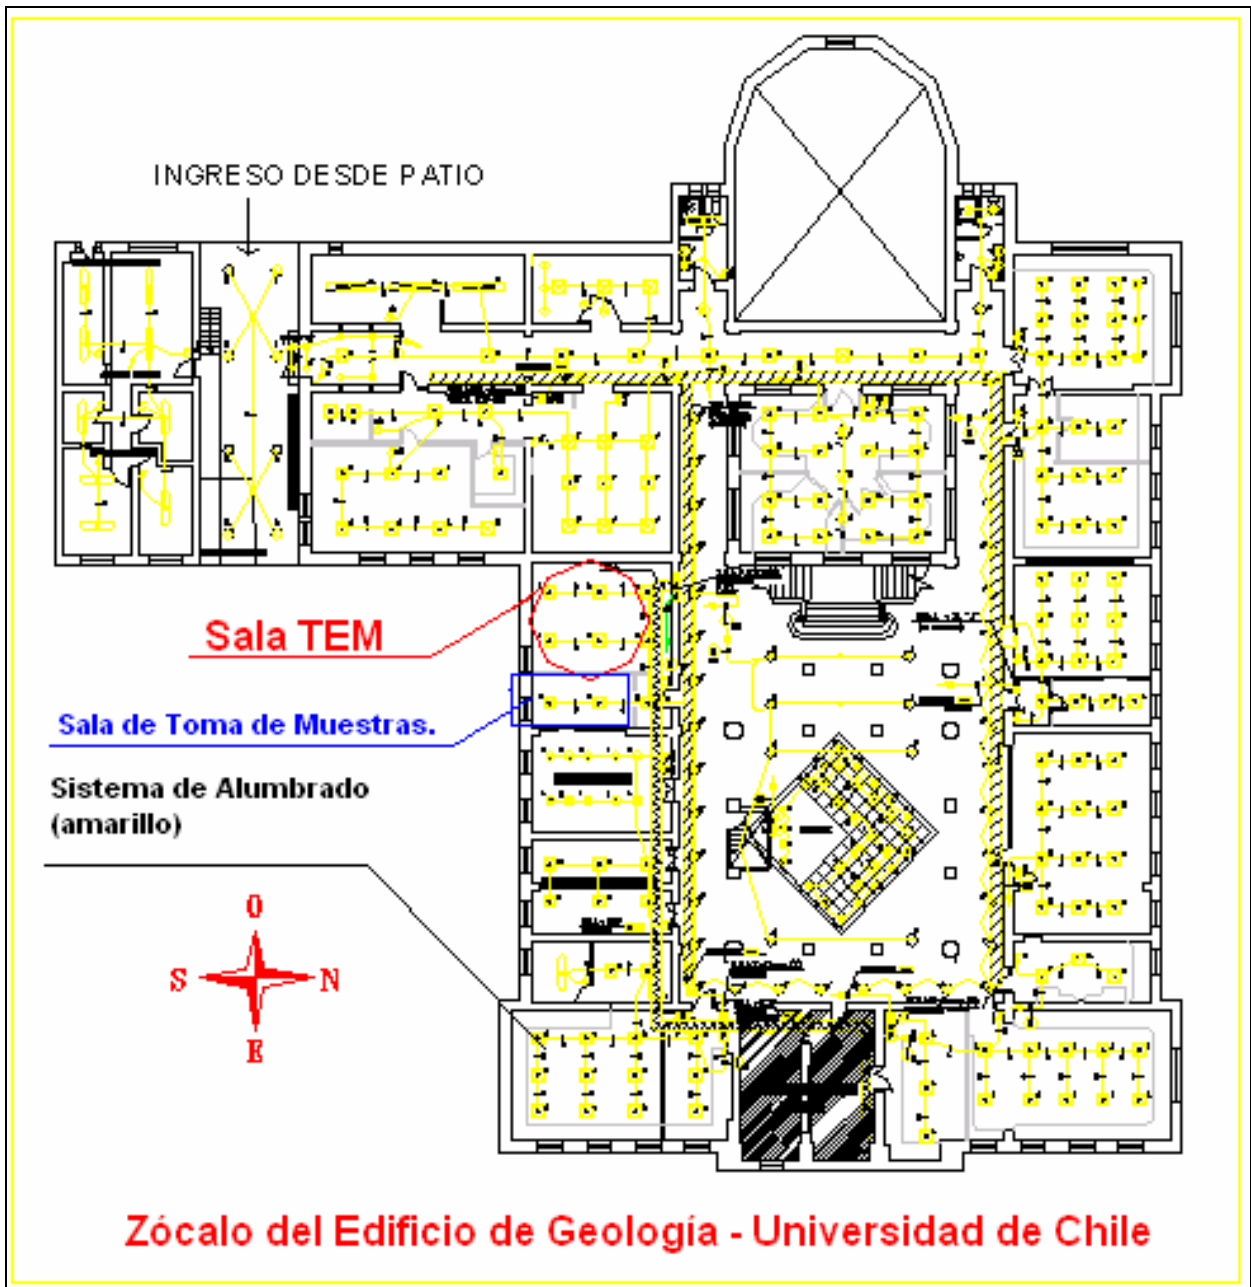 INGRESO DESDE PATIO
Sala TEM
Sala de Toma de Muestras.
Sistema de Alumbrado
(amarillo)
O
S N
E
Zócalo del Edificio de Geología - Universidad de Chile